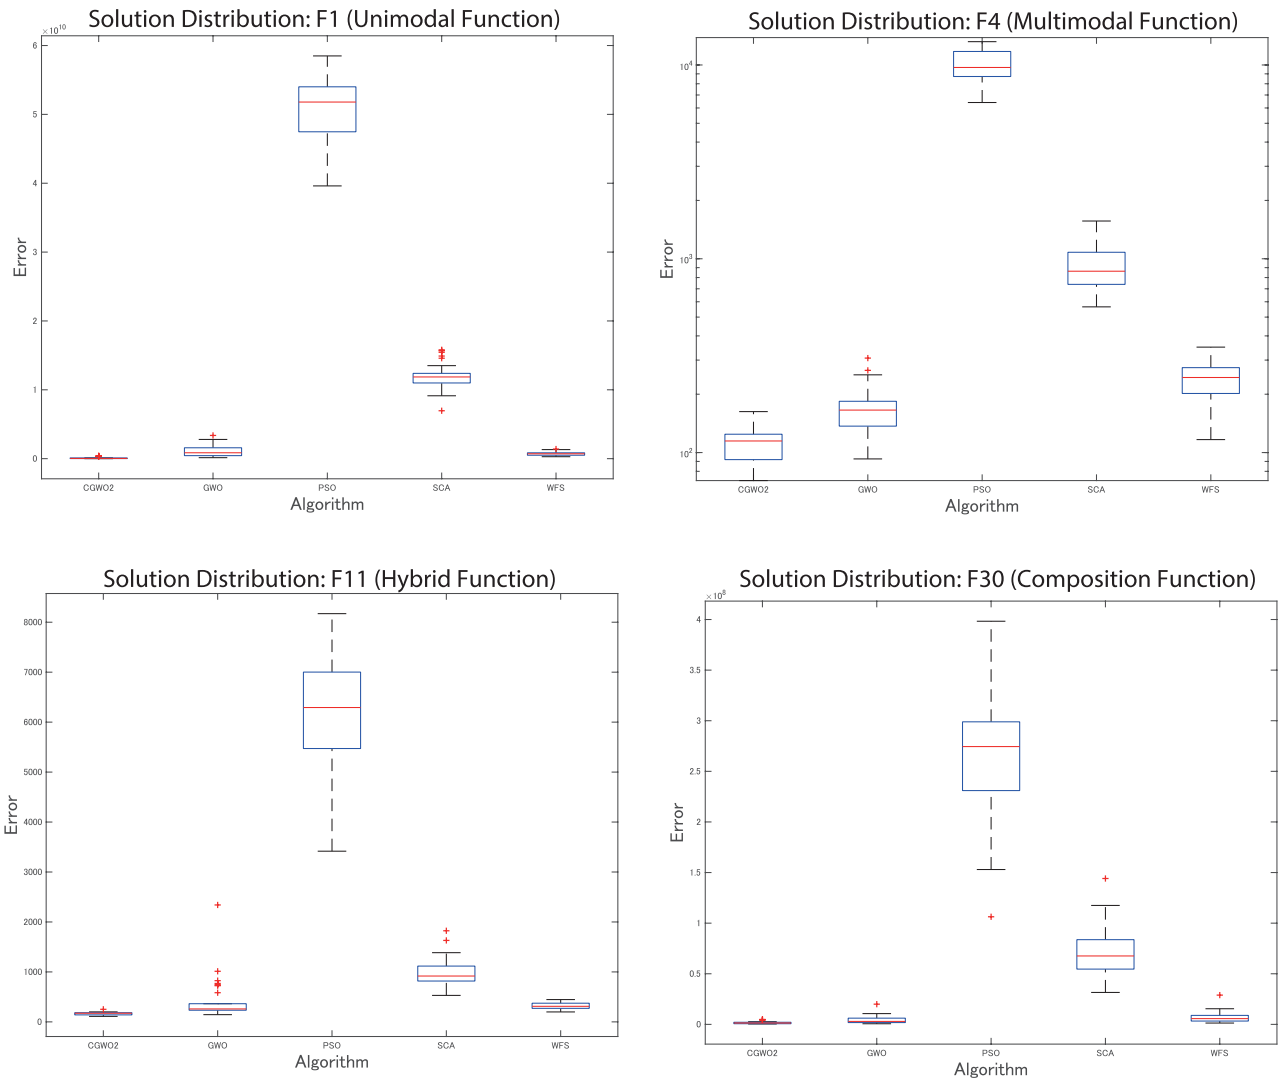 Solution Distribution: F1 (Unimodal Function)
×10^10
6
5
4
3
2
1
0
Error
CGWO2 GWO PSO SCA WFS
Algorithm
Solution Distribution: F4 (Multimodal Function)
10^4
10^3
10^2
Error
CGWO2 GWO PSO SCA WFS
Algorithm
Solution Distribution: F11 (Hybrid Function)
8000
7000
6000
5000
4000
3000
2000
1000
0
Error
CGWO2 GWO PSO SCA WFS
Algorithm
Solution Distribution: F30 (Composition Function)
×10^8
4
3.5
3
2.5
2
1.5
1
0.5
0
Error
CGWO2 GWO PSO SCA WFS
Algorithm